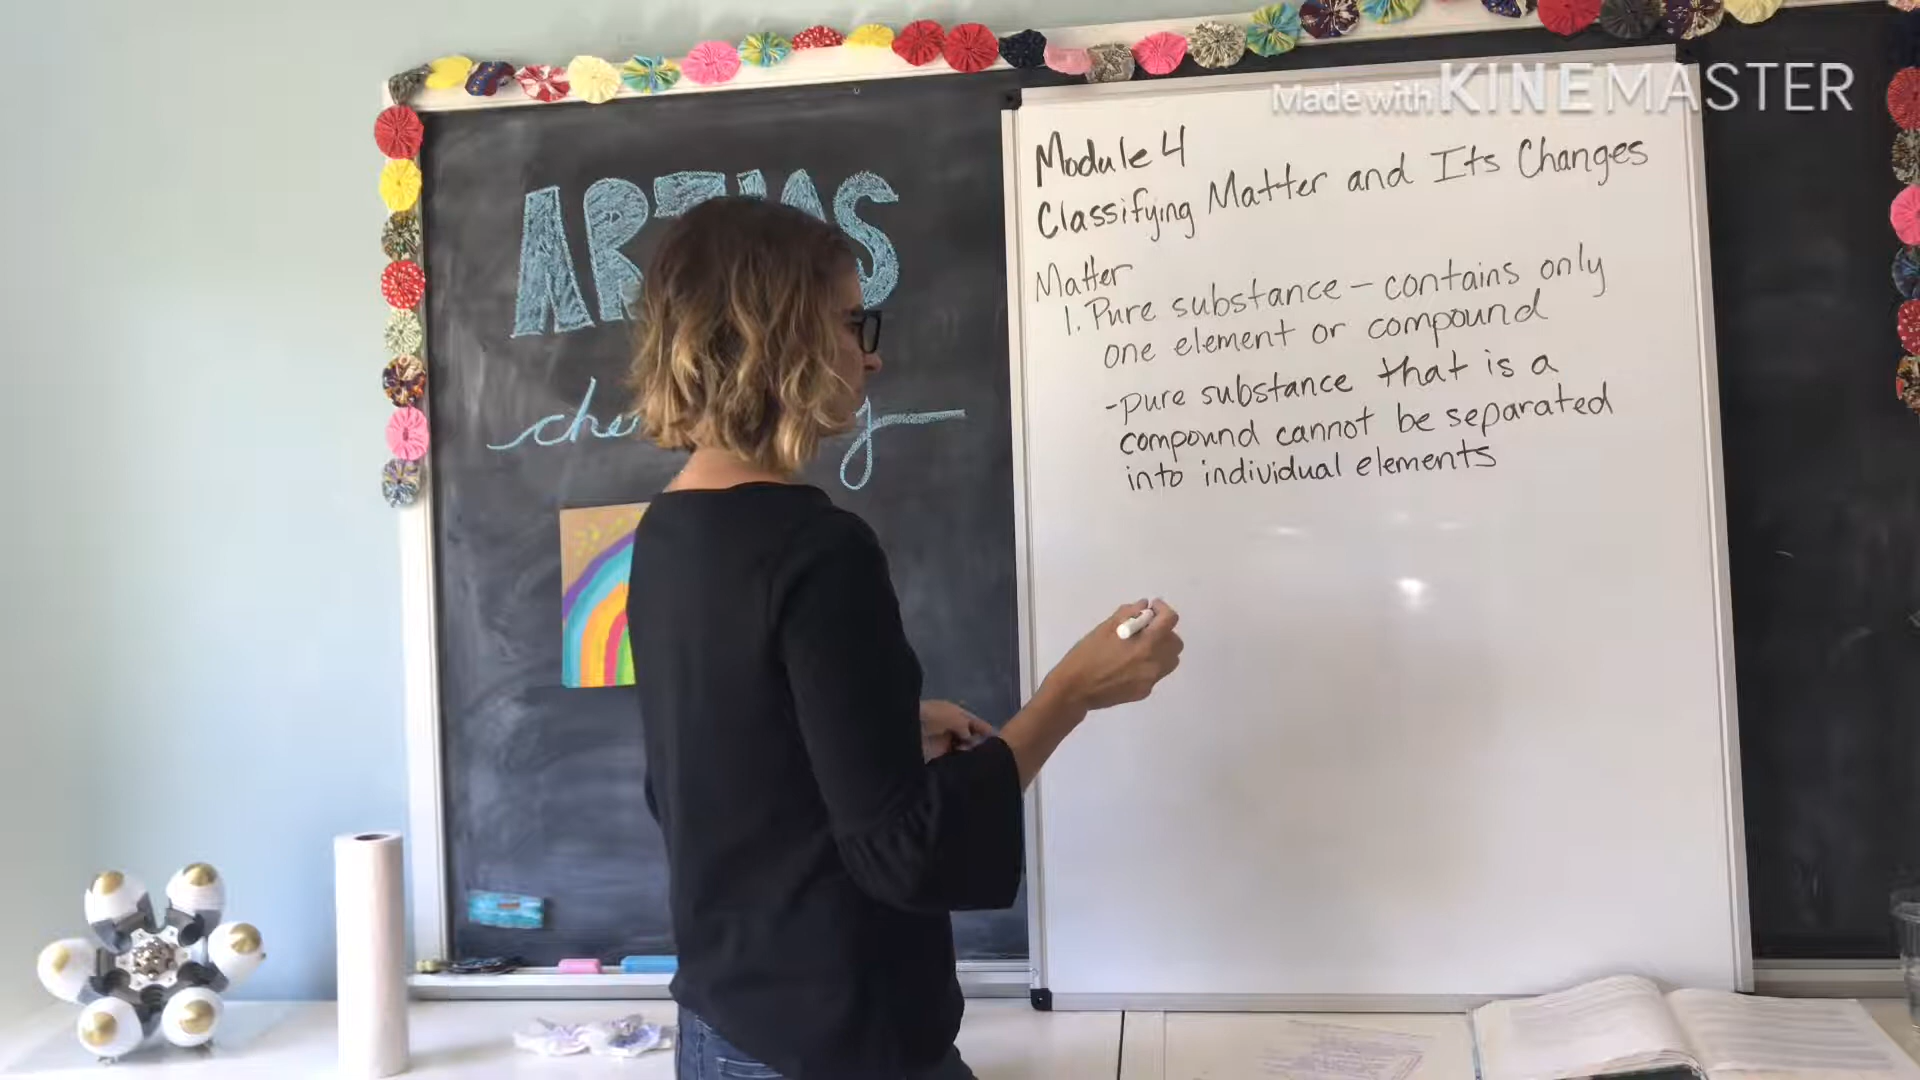 Made with KINEMASTER
Module 4
Classifying Matter and Its Changes
Matter
1. Pure substance – contains only
one element or compound
-pure substance that is a
compound cannot be separated
into individual elements